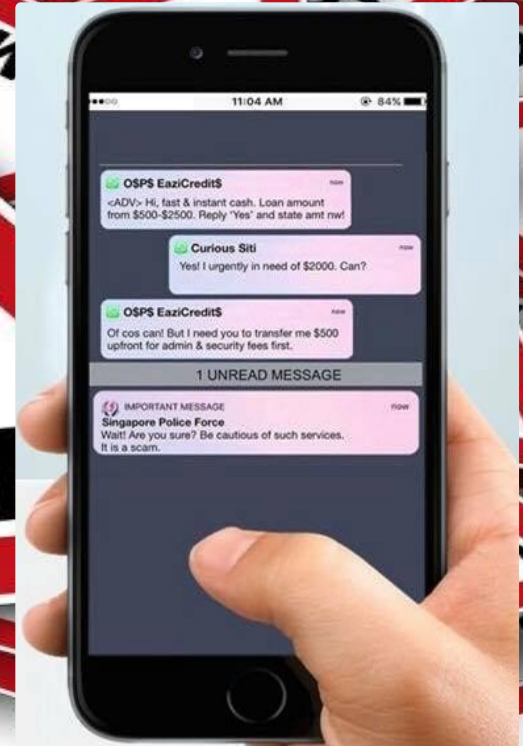 11:04 AM
84%
O$P$ EaziCredit$
now
<ADV> Hi, fast & instant cash. Loan amount
from $500-$2500. Reply 'Yes' and state amt nw!
Curious Siti
now
Yes! I urgently in need of $2000. Can?
O$P$ EaziCredit$
now
Of cos can! But I need you to transfer me $500
upfront for admin & security fees first.
1 UNREAD MESSAGE
IMPORTANT MESSAGE
now
Singapore Police Force
Wait! Are you sure? Be cautious of such services.
It is a scam.